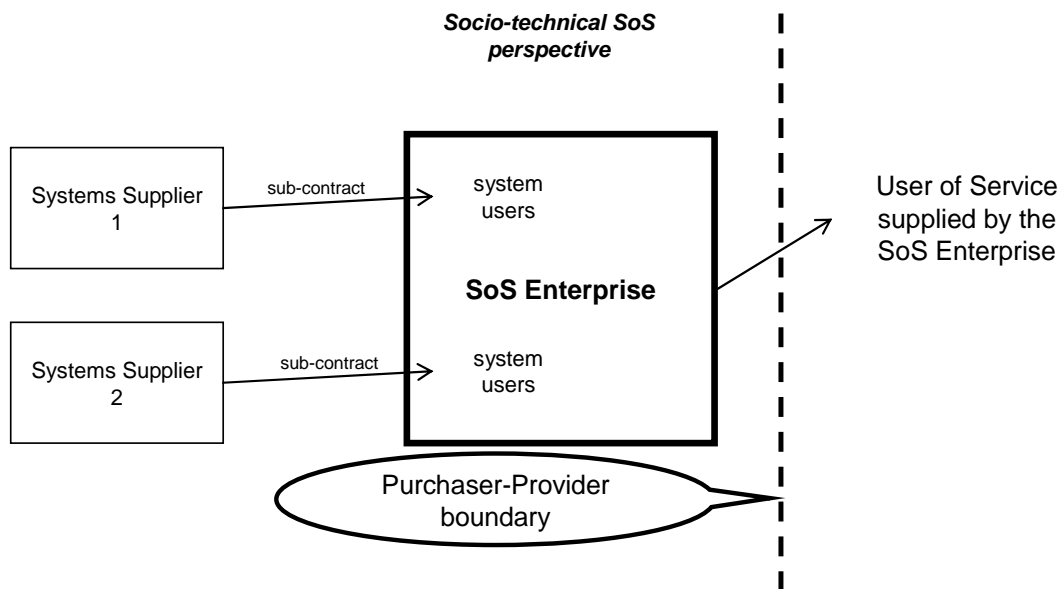 Socio-technical SoS
perspective
Systems Supplier
1
sub-contract
system
users
SoS Enterprise
User of Service
supplied by the
SoS Enterprise
Systems Supplier
2
sub-contract
system
users
Purchaser-Provider
boundary